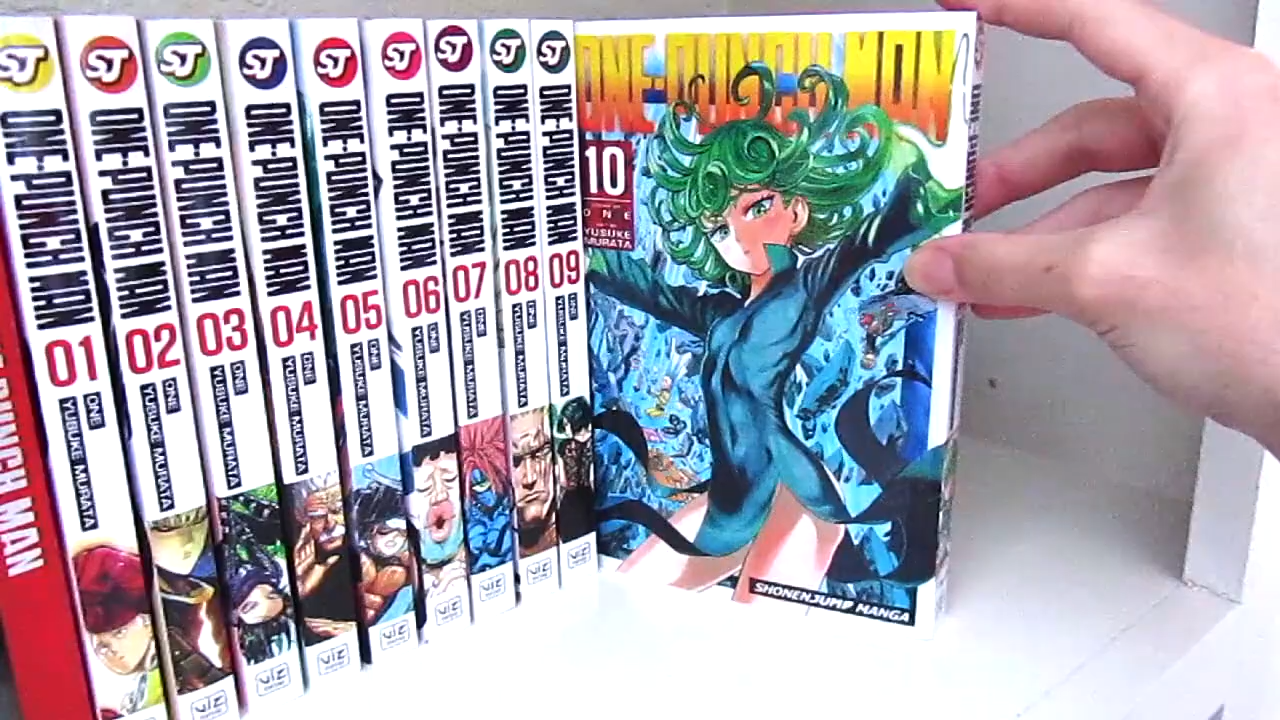 PUNCH MAN
SJ
ONE-PUNCH MAN
01
ONE
YUSUKE MURATA
SJ
ONE-PUNCH MAN
02
ONE
YUSUKE MURATA
VIZ
SJ
ONE-PUNCH MAN
03
ONE
YUSUKE MURATA
VIZ
SJ
ONE-PUNCH MAN
04
ONE
YUSUKE MURATA
VIZ
SJ
ONE-PUNCH MAN
05
ONE
YUSUKE MURATA
VIZ
SJ
ONE-PUNCH MAN
06
ONE
YUSUKE MURATA
VIZ
SJ
ONE-PUNCH MAN
07
ONE
YUSUKE MURATA
VIZ
SJ
ONE-PUNCH MAN
08
ONE
YUSUKE MURATA
VIZ
SJ
ONE-PUNCH MAN
09
ONE
YUSUKE MURATA
VIZ
ONE-PUNCH MAN
10
ONE
YUSUKE
MURATA
SHONEN JUMP MANGA